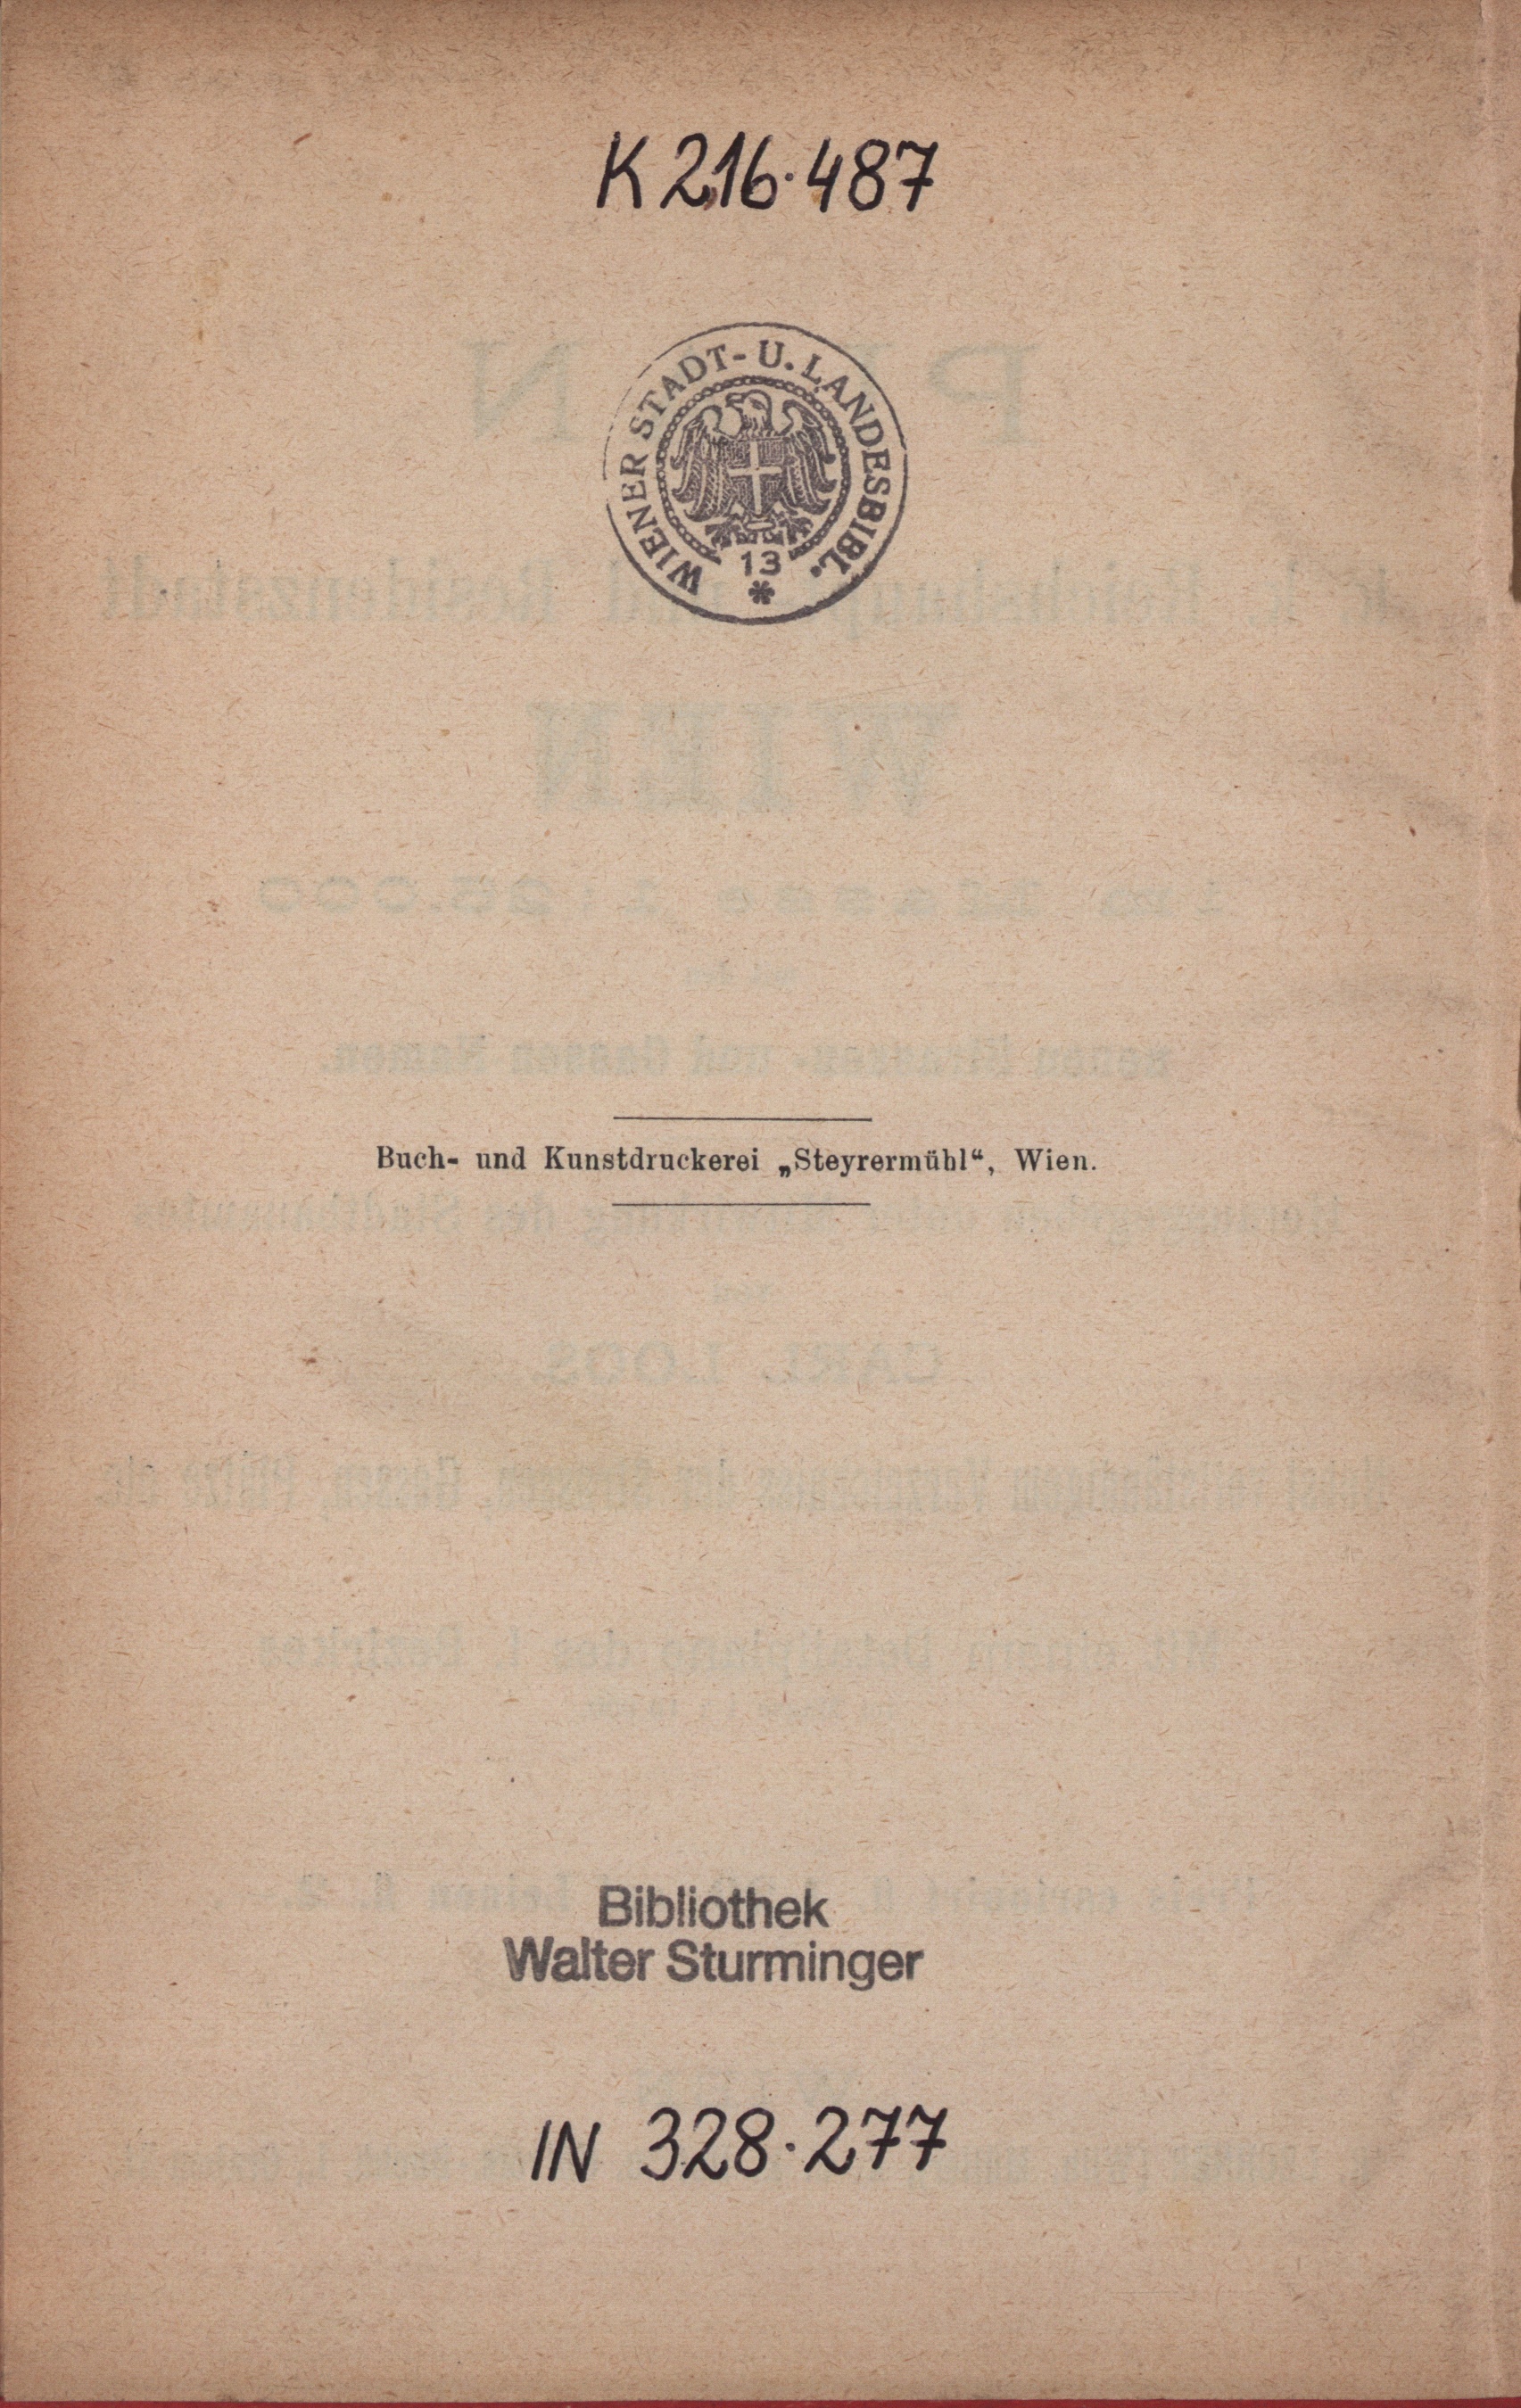 K 216·487
WIENER STADT- U. LANDESBIBL.
13
*
Buch- und Kunstdruckerei „Steyrermühl“, Wien.
Bibliothek
Walter Sturminger
IN 328·277